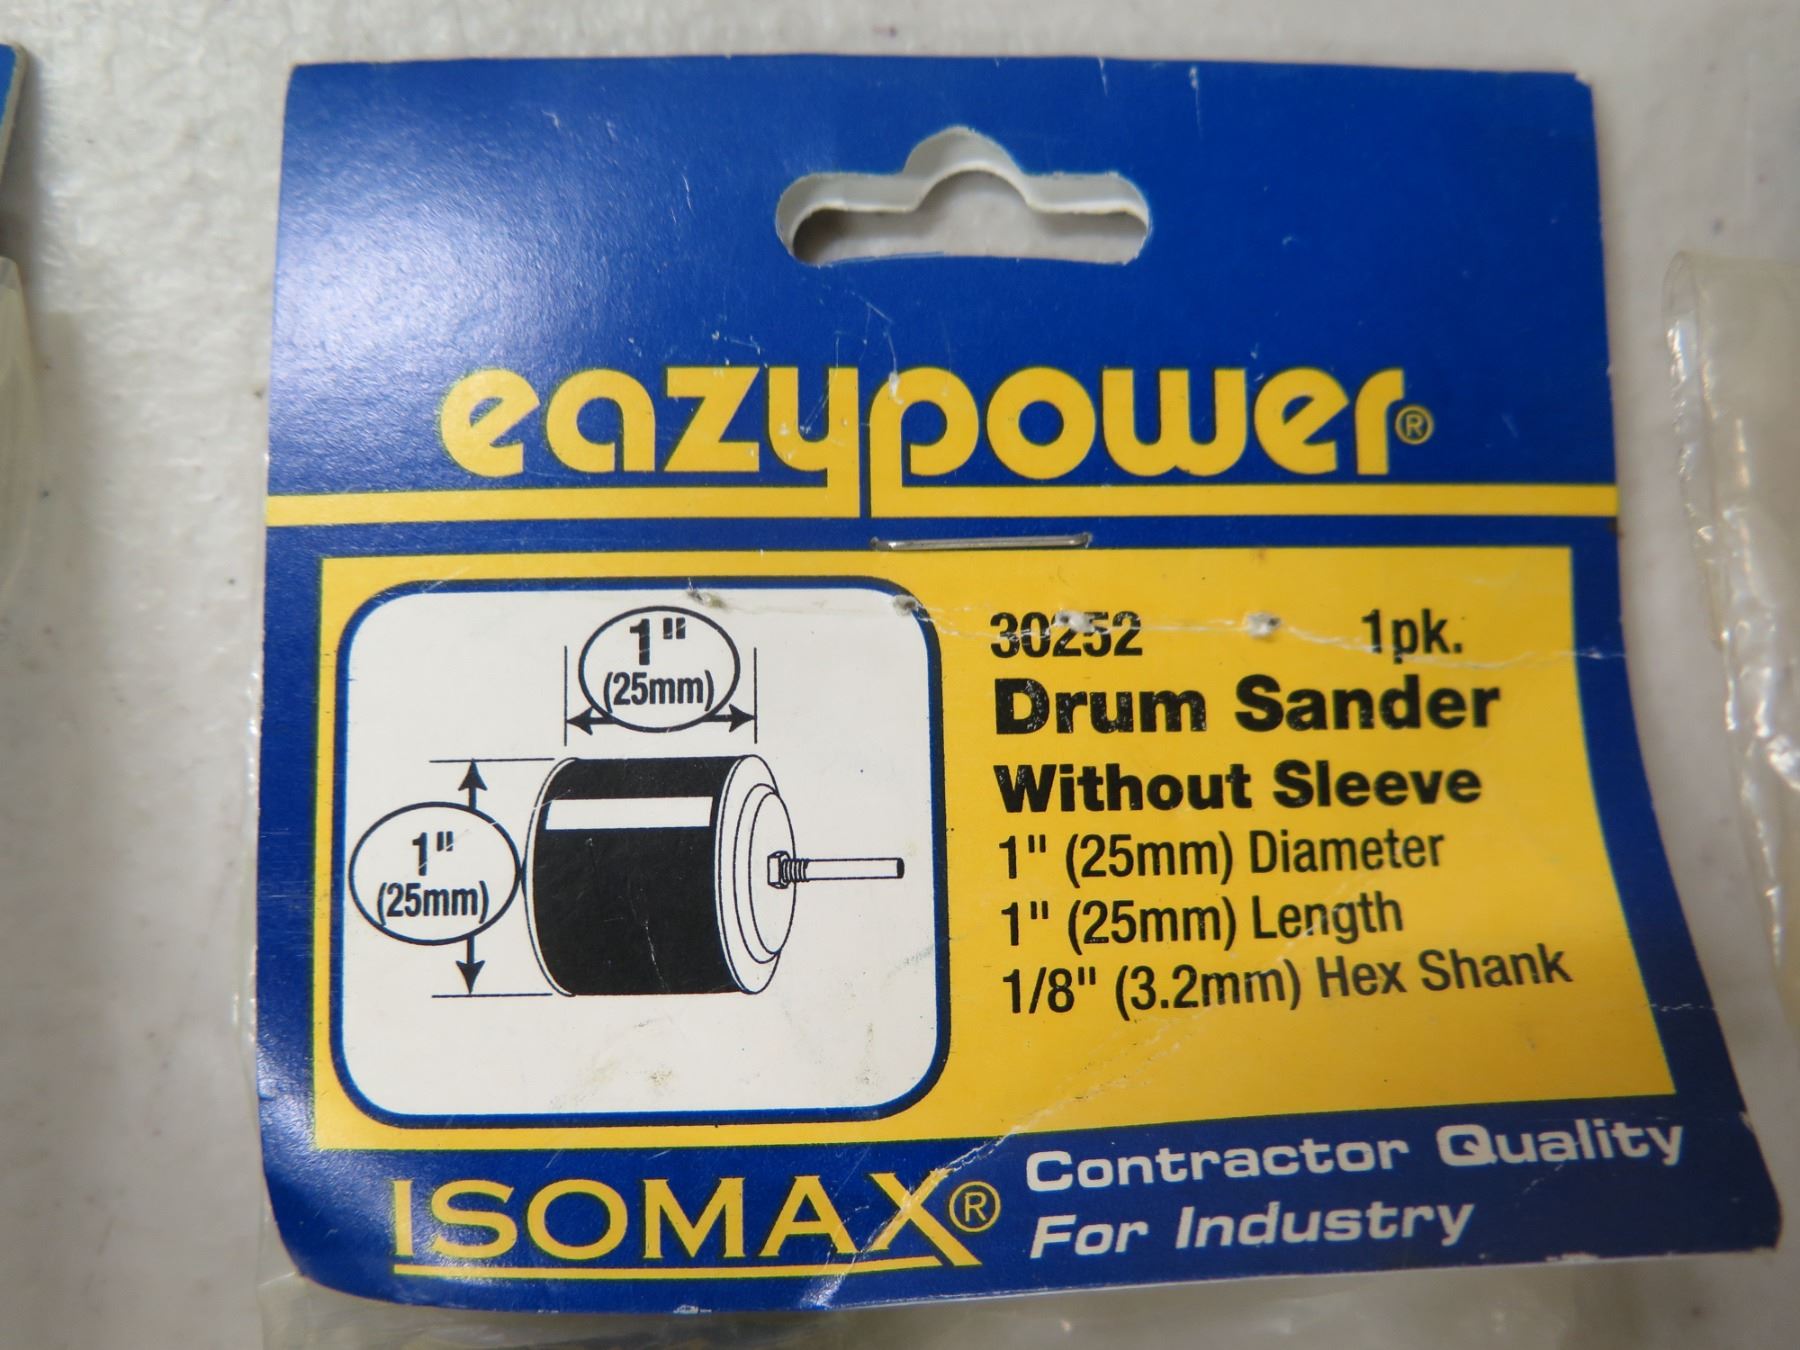 eazypower®
1"
(25mm)
1"
(25mm)
30252 1pk.
Drum Sander
Without Sleeve
1" (25mm) Diameter
1" (25mm) Length
1/8" (3.2mm) Hex Shank
ISOMAX®
Contractor Quality
For Industry